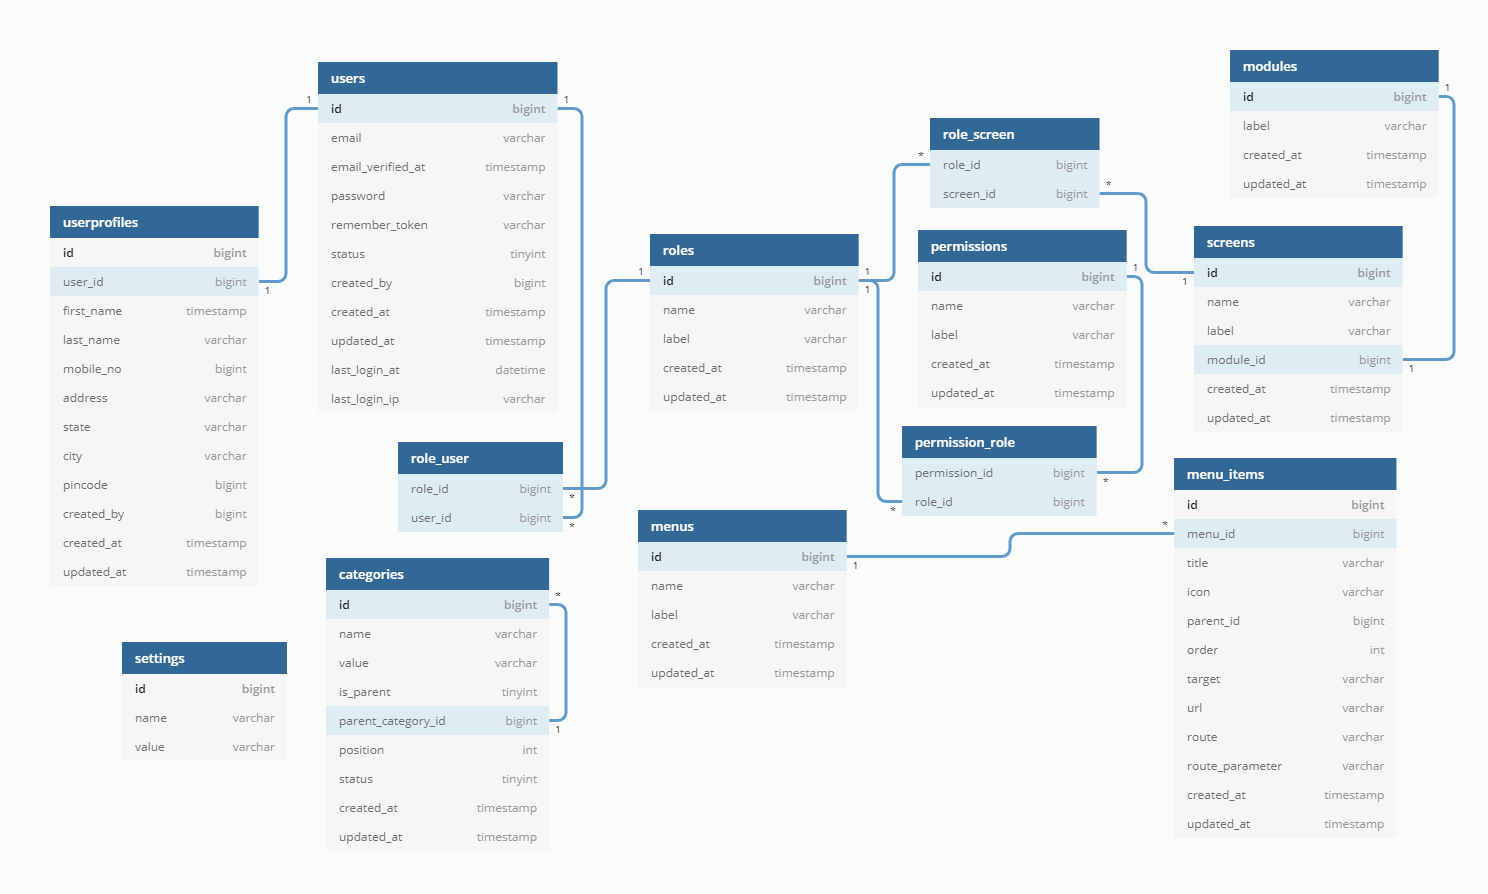 users
id bigint
email varchar
email_verified_at timestamp
password varchar
remember_token varchar
status tinyint
created_by bigint
created_at timestamp
updated_at timestamp
last_login_at datetime
last_login_ip varchar
1
1
userprofiles
id bigint
user_id bigint
first_name timestamp
last_name varchar
mobile_no bigint
address varchar
state varchar
city varchar
pincode bigint
created_by bigint
created_at timestamp
updated_at timestamp
1
role_user
role_id bigint
user_id bigint
*
*
categories
id bigint
name varchar
value varchar
is_parent tinyint
parent_category_id bigint
position int
status tinyint
created_at timestamp
updated_at timestamp
*
1
settings
id bigint
name varchar
value varchar
roles
id bigint
name varchar
label varchar
created_at timestamp
updated_at timestamp
1
1
1
menus
id bigint
name varchar
label varchar
created_at timestamp
updated_at timestamp
1
role_screen
role_id bigint
screen_id bigint
*
*
permissions
id bigint
name varchar
label varchar
created_at timestamp
updated_at timestamp
1
permission_role
permission_id bigint
role_id bigint
*
*
modules
id bigint
label varchar
created_at timestamp
updated_at timestamp
1
screens
id bigint
name varchar
label varchar
module_id bigint
created_at timestamp
updated_at timestamp
1
1
menu_items
id bigint
menu_id bigint
title varchar
icon varchar
parent_id bigint
order int
target varchar
url varchar
route varchar
route_parameter varchar
created_at timestamp
updated_at timestamp
*